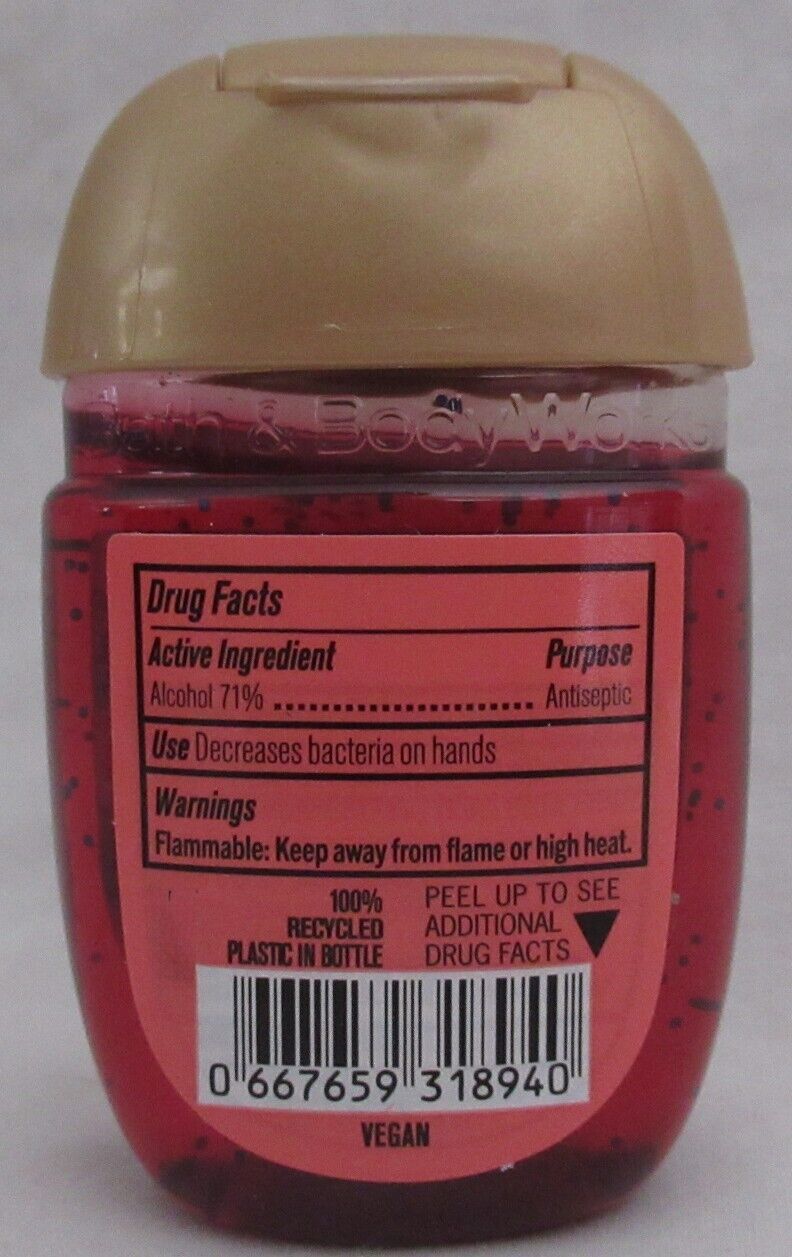 Bath & Body Works
Drug Facts
Active Ingredient Purpose
Alcohol 71% ........................ Antiseptic
Use Decreases bacteria on hands
Warnings
Flammable: Keep away from flame or high heat.
100%
RECYCLED
PLASTIC IN BOTTLE
PEEL UP TO SEE
ADDITIONAL
DRUG FACTS
0 667659 318940
VEGAN